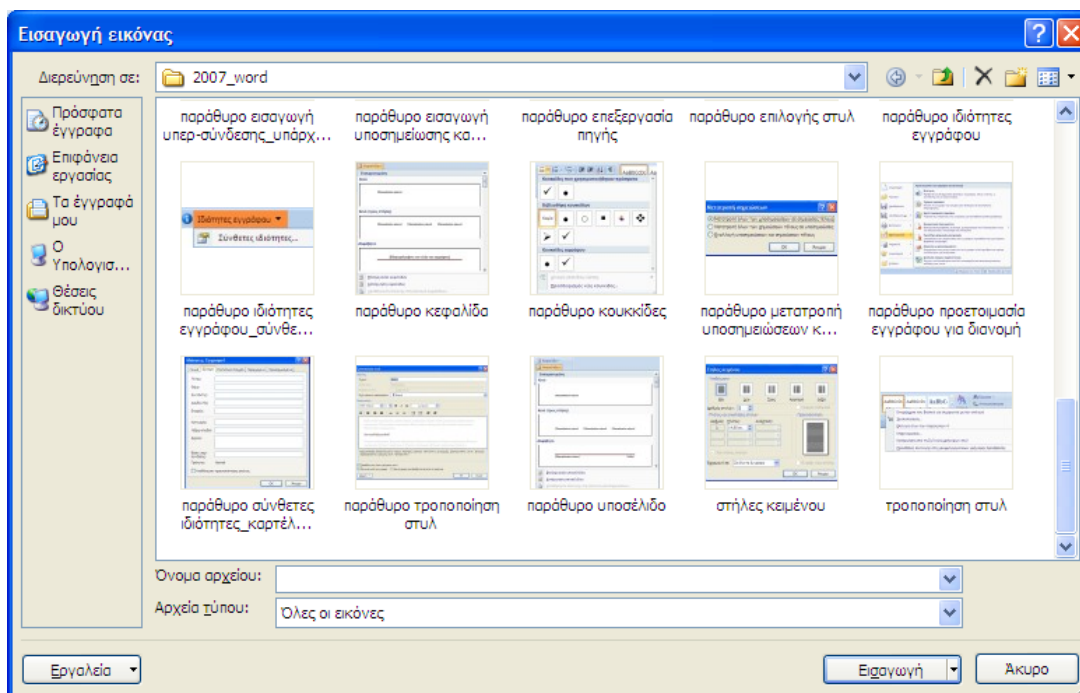 Εισαγωγή εικόνας
Διερεύνηση σε:
2007_word
Πρόσφατα
έγγραφα
Επιφάνεια
εργασίας
Τα έγγραφά
μου
Ο
Υπολογισ...
Θέσεις
δικτύου
παράθυρο εισαγωγή
υπερ-σύνδεσης_υπάρχ...
παράθυρο εισαγωγή
υποσημείωσης κα...
παράθυρο επεξεργασία
πηγής
παράθυρο επιλογής στυλ
παράθυρο ιδιότητες
εγγράφου
Ιδιότητες εγγράφου
Σύνθετες ιδιότητες...
παράθυρο ιδιότητες
εγγράφου_σύνθε...
παράθυρο κεφαλίδα
παράθυρο κουκκίδες
παράθυρο μετατροπή
υποσημειώσεων κ...
παράθυρο προετοιμασία
εγγράφου για διανομή
παράθυρο σύνθετες
ιδιότητες_καρτέλ...
παράθυρο τροποποίηση
στυλ
παράθυρο υποσέλιδο
στήλες κειμένου
τροποποίηση στυλ
Όνομα αρχείου:
Αρχεία τύπου:
Όλες οι εικόνες
Εργαλεία
Εισαγωγή
Άκυρο